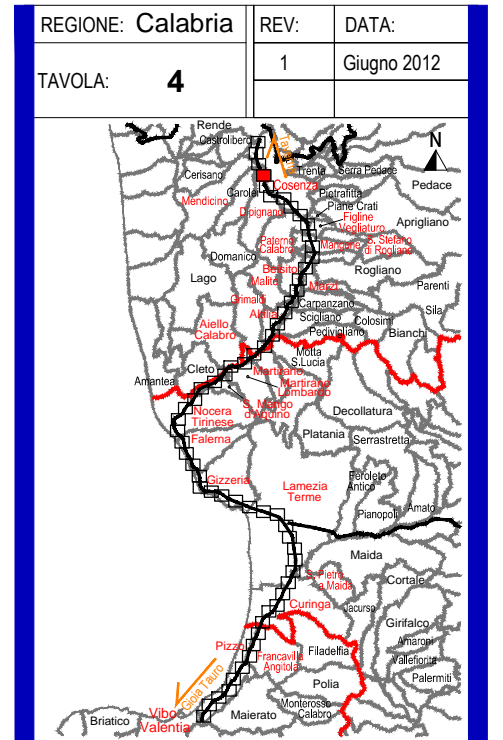 REGIONE: Calabria
REV:
DATA:
TAVOLA: 4
1
Giugno 2012
N
Rende
Castrolibero
Taranto
Cerisano
Trenta
Serra Pedace
Cosenza
Pedace
Carolei
Pietrafitta
Mendicino
Dipignano
Piane Crati
Figline
Vegliaturo
Aprigliano
Paterno
Calabro
Mangone
S. Stefano
di Rogliano
Domanico
Belsito
Rogliano
Lago
Malito
Marzi
Parenti
Grimaldi
Carpanzano
Altilia
Scigliano
Sila
Colosimi
Aiello
Calabro
Pedivigliano
Bianchi
Motta
S.Lucia
Cleto
Martirano
Amantea
Martirano
Lombardo
S. Mango
d'Aquino
Nocera
Tirinese
Decollatura
Falerna
Platania
Serrastretta
Gizzeria
Feroleto
Antico
Lamezia
Terme
Pianopoli
Amato
Maida
S. Pietro
a Maida
Cortale
Curinga
Jacurso
Girifalco
Pizzo
Filadelfia
Amaroni
Francavilla
Angitola
Vallefiorita
Gioia Tauro
Polia
Palermiti
Monterosso
Calabro
Vibo
Valentia
Briatico
Maierato